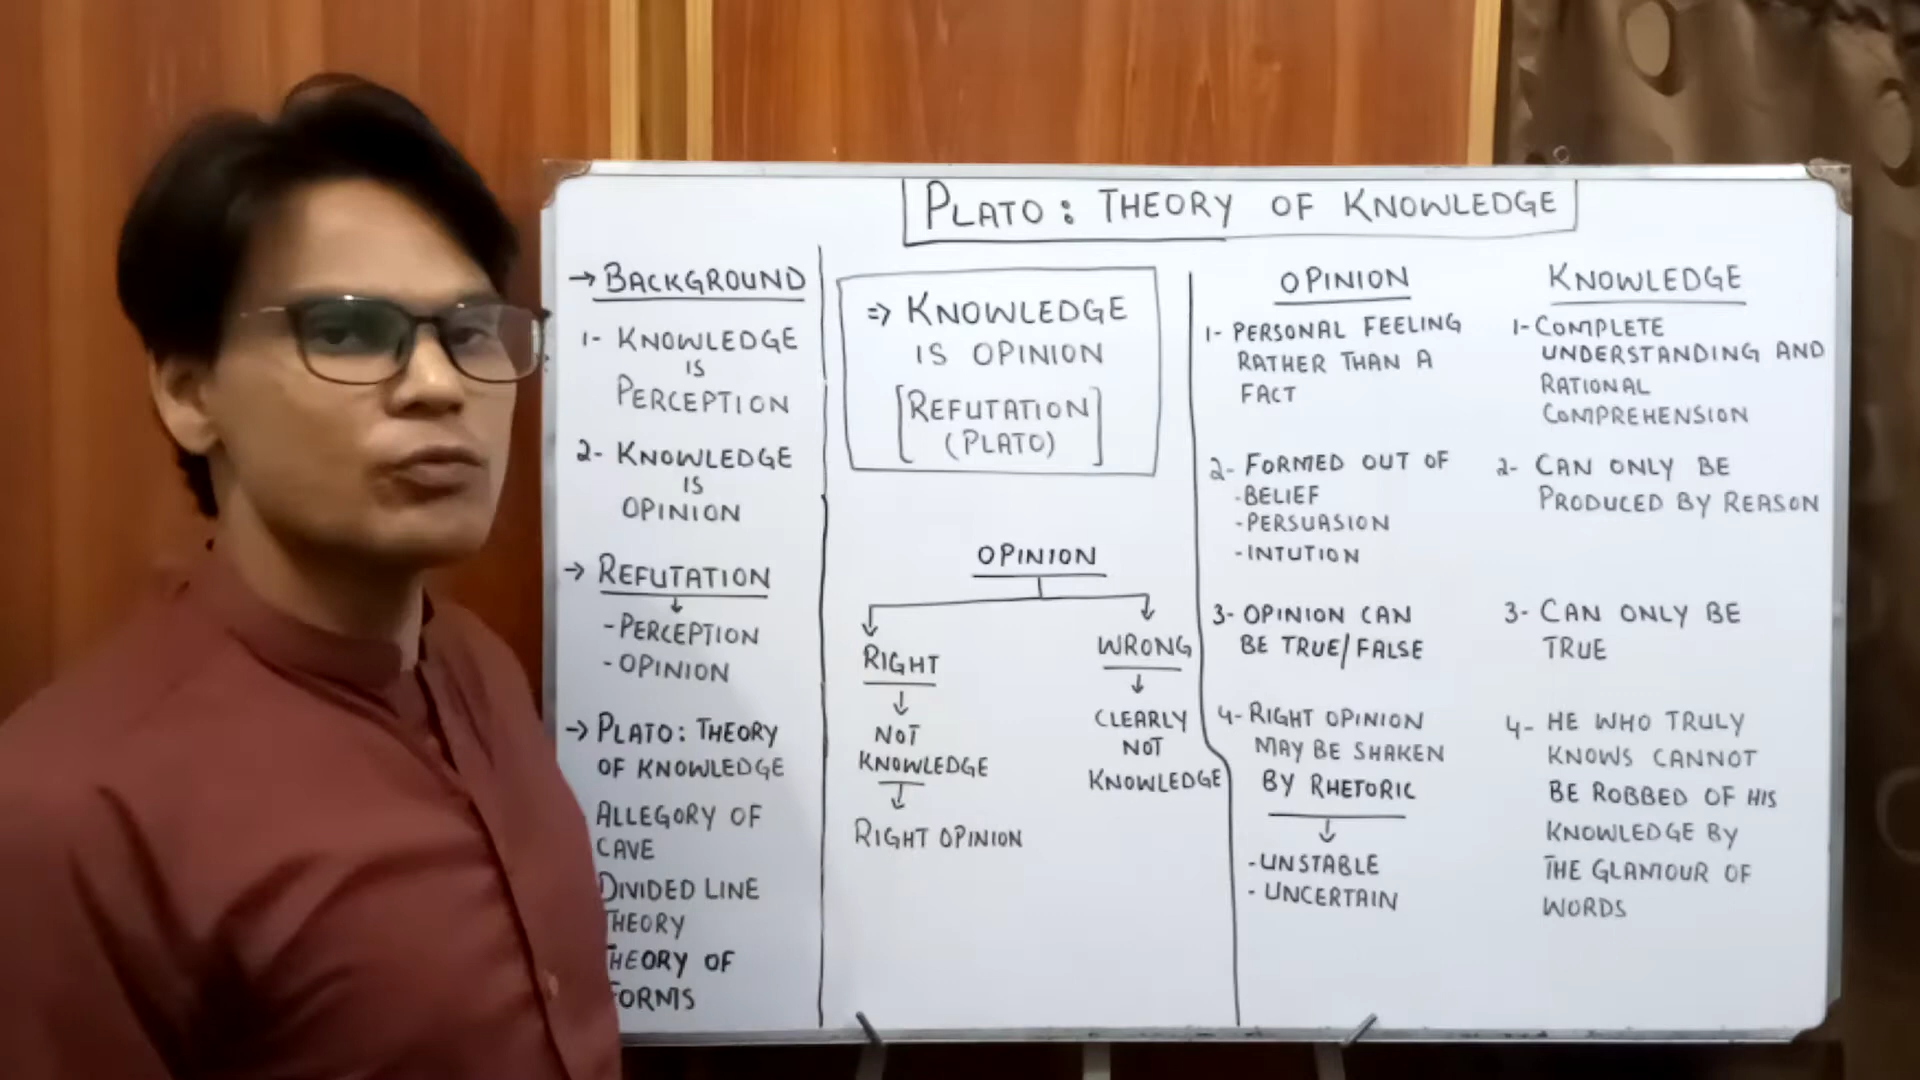 PLATO: THEORY OF KNOWLEDGE
→ BACKGROUND
1- KNOWLEDGE
IS
PERCEPTION
2- KNOWLEDGE
IS
OPINION
→ REFUTATION
↓
-PERCEPTION
-OPINION
→ PLATO: THEORY
OF KNOWLEDGE
ALLEGORY OF
CAVE
DIVIDED LINE
THEORY
THEORY OF
FORMS
⇒ KNOWLEDGE
IS OPINION
[REFUTATION
(PLATO)]
OPINION
RIGHT
↓
NOT
KNOWLEDGE
↓
RIGHT OPINION
WRONG
↓
CLEARLY
NOT
KNOWLEDGE
OPINION
1- PERSONAL FEELING
RATHER THAN A
FACT
2- FORMED OUT OF
-BELIEF
-PERSUASION
-INTUTION
3- OPINION CAN
BE TRUE/FALSE
4- RIGHT OPINION
MAY BE SHAKEN
BY RHETORIC
↓
-UNSTABLE
-UNCERTAIN
KNOWLEDGE
1- COMPLETE
UNDERSTANDING AND
RATIONAL
COMPREHENSION
2- CAN ONLY BE
PRODUCED BY REASON
3- CAN ONLY BE
TRUE
4- HE WHO TRULY
KNOWS CANNOT
BE ROBBED OF HIS
KNOWLEDGE BY
THE GLAMOUR OF
WORDS